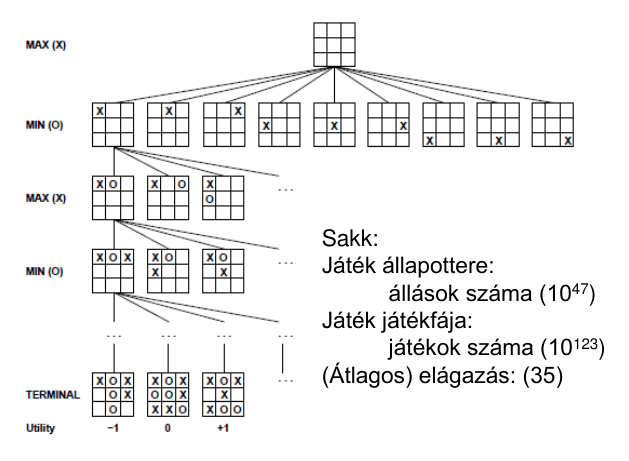 MAX (X)
X X X X X X X X X
MIN (O)
X O X O X
MAX (X)
O
...
X O X X O X O
MIN (O)
X X
...
Sakk:
Játék állapottere:
állások száma (10⁴⁷)
Játék játékfája:
játékok száma (10¹²³)
(Átlagos) elágazás: (35)
... ... ... ...
X O X X O X X O X
TERMINAL
O X O O X X
O X X O X O O
...
Utility −1 0 +1